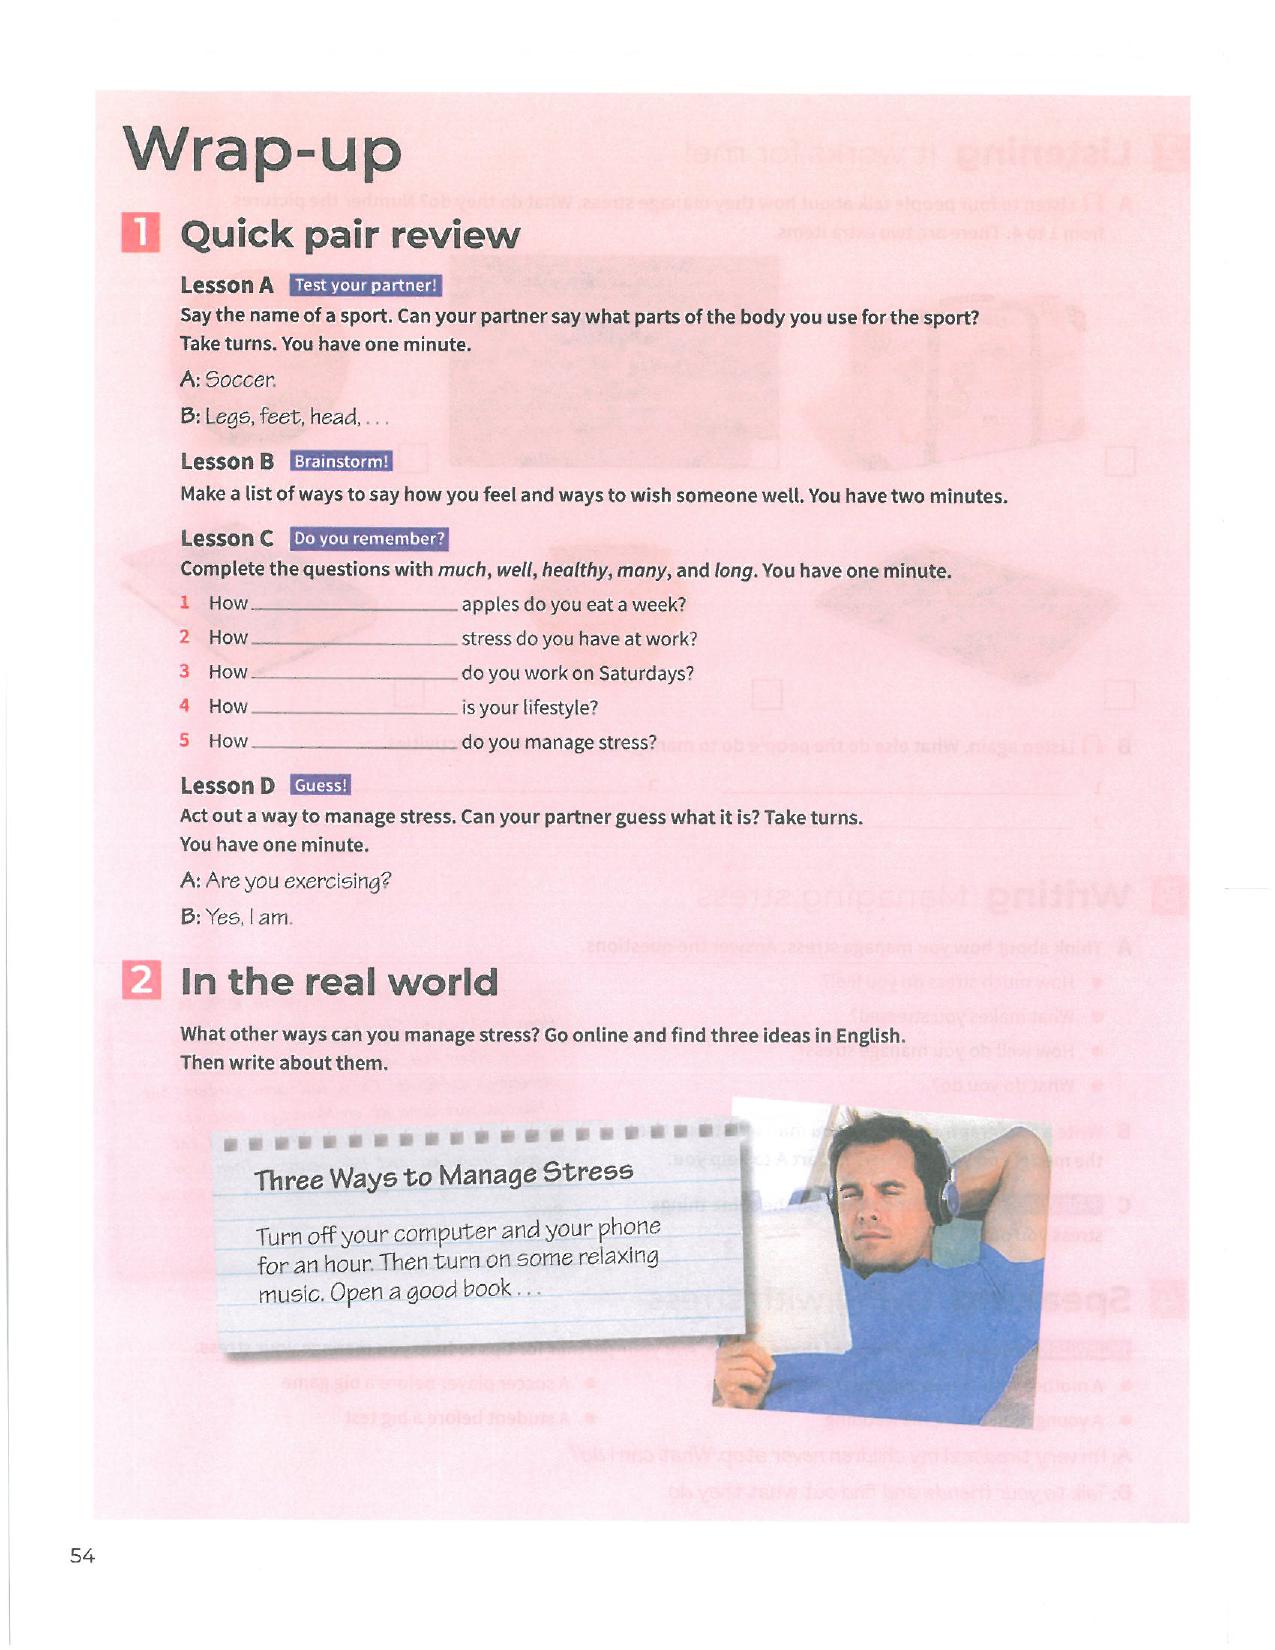 Wrap-up
1 Quick pair review
Lesson A Test your partner!
Say the name of a sport. Can your partner say what parts of the body you use for the sport?
Take turns. You have one minute.
A: Soccer.
B: Legs, feet, head, . . .
Lesson B Brainstorm!
Make a list of ways to say how you feel and ways to wish someone well. You have two minutes.
Lesson C Do you remember?
Complete the questions with much, well, healthy, many, and long. You have one minute.
1 How ____________________ apples do you eat a week?
2 How ____________________ stress do you have at work?
3 How ____________________ do you work on Saturdays?
4 How ____________________ is your lifestyle?
5 How ____________________ do you manage stress?
Lesson D Guess!
Act out a way to manage stress. Can your partner guess what it is? Take turns.
You have one minute.
A: Are you exercising?
B: Yes, I am.
2 In the real world
What other ways can you manage stress? Go online and find three ideas in English.
Then write about them.
Three Ways to Manage Stress
Turn off your computer and your phone
for an hour. Then turn on some relaxing
music. Open a good book . . .
54